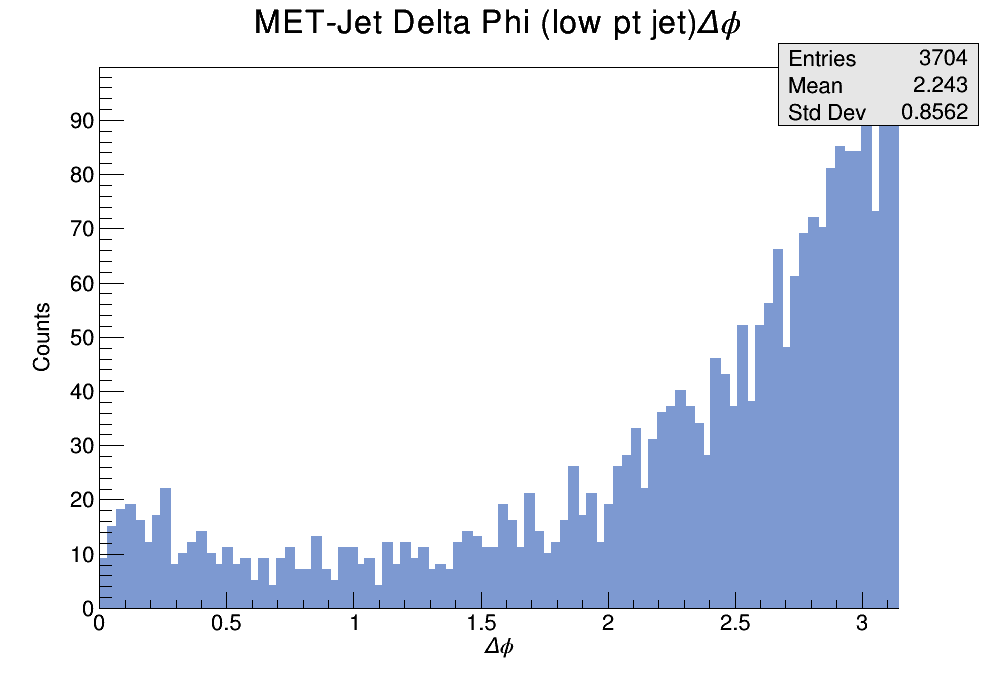 MET-Jet Delta Phi (low pt jet)Δϕ
Entries 3704
Mean 2.243
Std Dev 0.8562
90
80
70
60
50
40
30
20
10
0
Counts
0 0.5 1 1.5 2 2.5 3
Δϕ